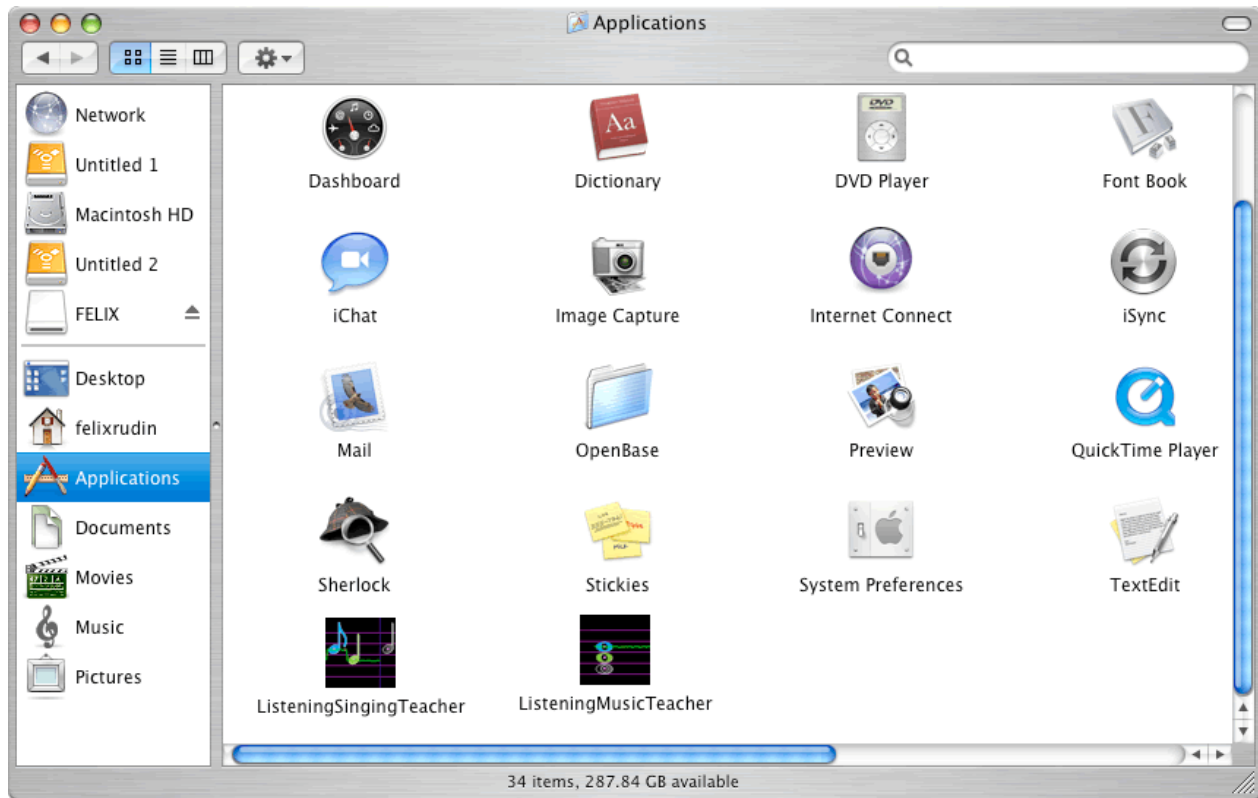 Applications
Network
Untitled 1
Macintosh HD
Untitled 2
FELIX
Desktop
felixrudin
Applications
Documents
Movies
Music
Pictures
Dashboard
Aa
Dictionary
DVD
DVD Player
F
Font Book
iChat
Image Capture
Internet Connect
iSync
Mail
OpenBase
Preview
QuickTime Player
Sherlock
Stickies
System Preferences
TextEdit
ListeningSingingTeacher
ListeningMusicTeacher
34 items, 287.84 GB available